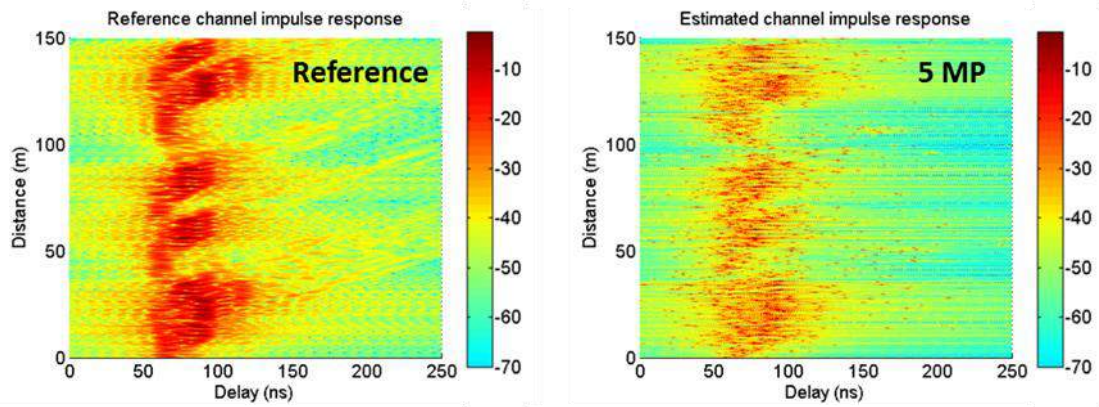 Reference channel impulse response
150
100
50
0
Distance (m)
Reference
0 50 100 150 200 250
Delay (ns)
-10
-20
-30
-40
-50
-60
-70
Estimated channel impulse response
150
100
50
0
Distance (m)
5 MP
0 50 100 150 200 250
Delay (ns)
-10
-20
-30
-40
-50
-60
-70